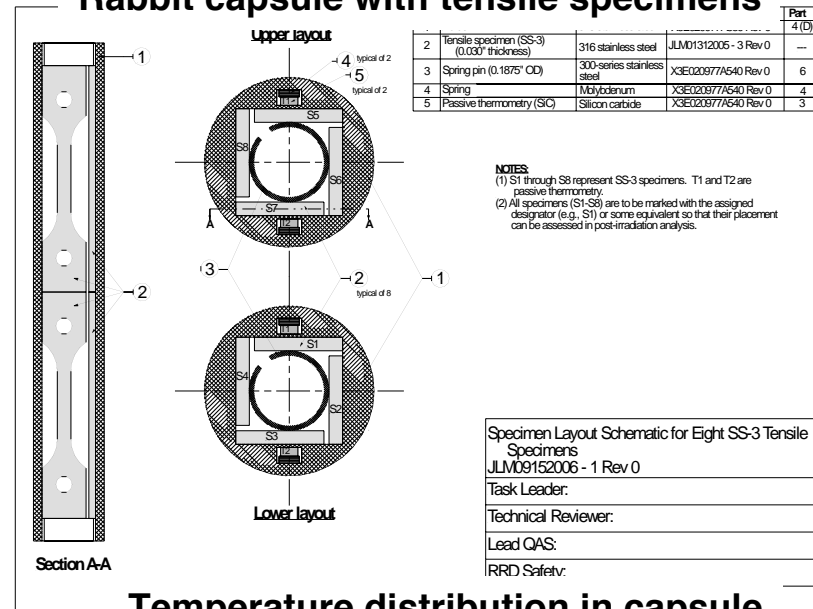 Rabbit capsule with tensile specimens
Part
4 (D)
2 Tensile specimen (SS-3) (0.030" thickness) 316 stainless steel JLM01312005 - 3 Rev 0 ---
3 Spring pin (0.1875" OD) 300-series stainless steel X3E020977A540 Rev 0 6
4 Spring Molybdenum X3E020977A540 Rev 0 4
5 Passive thermometry (SiC) Silicon carbide X3E020977A540 Rev 0 3
Upper layout
1
4 typical of 2
5
typical of 2
T1
S5
S8
S6
S7
A
A
T2
NOTES:
(1) S1 through S8 represent SS-3 specimens. T1 and T2 are
passive thermometry.
(2) All specimens (S1-S8) are to be marked with the assigned
designator (e.g., S1) or some equivalent so that their placement
can be assessed in post-irradiation analysis.
3
2
typical of 8
1
2
T1
S1
S4
S2
S3
T2
Lower layout
Section A-A
Specimen Layout Schematic for Eight SS-3 Tensile
Specimens
JLM09152006 - 1 Rev 0
Task Leader:
Technical Reviewer:
Lead QAS:
RRD Safety:
Temperature distribution in capsule